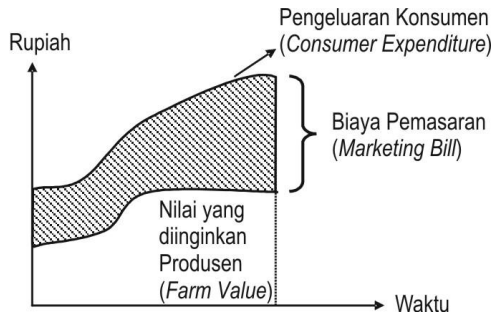 Pengeluaran Konsumen
(Consumer Expenditure)
Rupiah
Biaya Pemasaran
(Marketing Bill)
Nilai yang
diinginkan
Produsen
(Farm Value)
Waktu